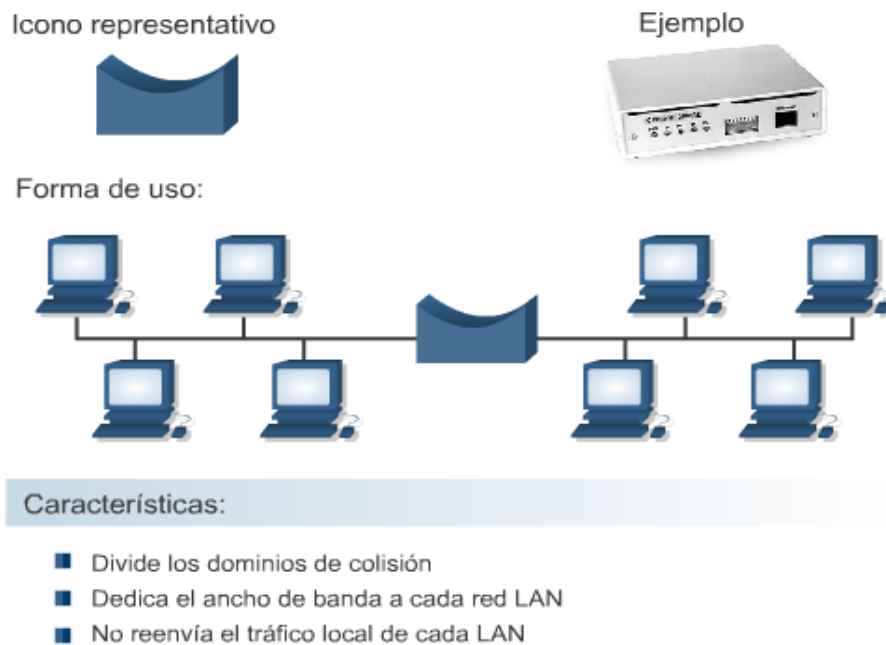 Icono representativo
Ejemplo
Forma de uso:
Características:
Divide los dominios de colisión
Dedica el ancho de banda a cada red LAN
No reenvía el tráfico local de cada LAN